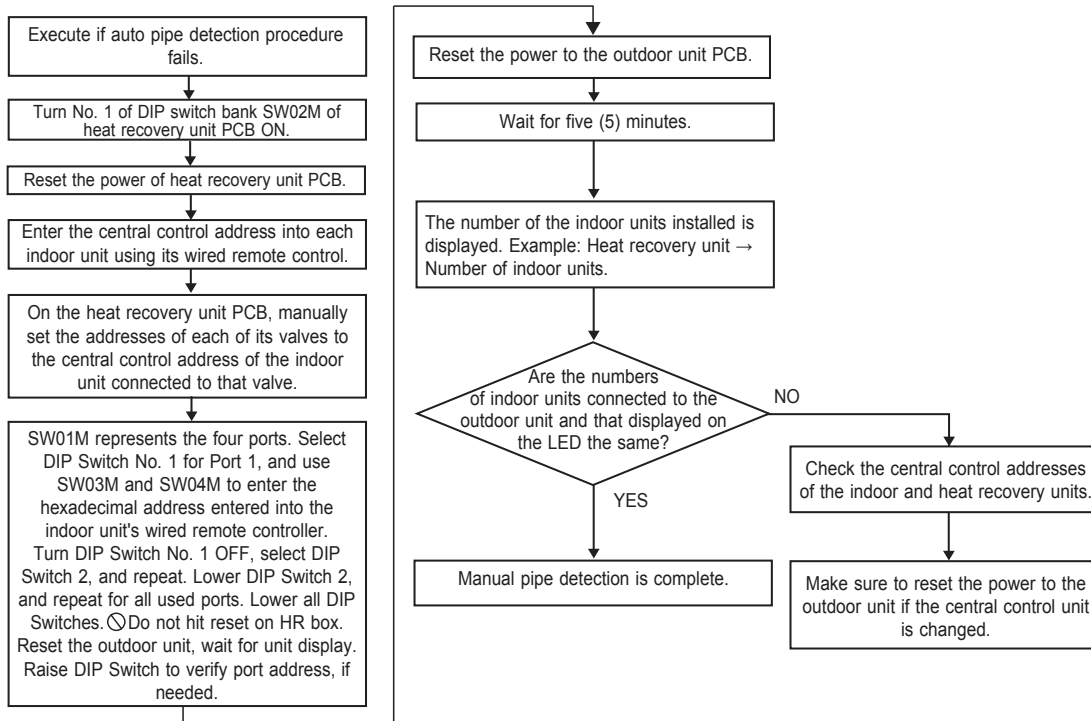 Execute if auto pipe detection procedure
fails.
Turn No. 1 of DIP switch bank SW02M of
heat recovery unit PCB ON.
Reset the power of heat recovery unit PCB.
Enter the central control address into each
indoor unit using its wired remote control.
On the heat recovery unit PCB, manually
set the addresses of each of its valves to
the central control address of the indoor
unit connected to that valve.
SW01M represents the four ports. Select
DIP Switch No. 1 for Port 1, and use
SW03M and SW04M to enter the
hexadecimal address entered into the
indoor unit's wired remote controller.
Turn DIP Switch No. 1 OFF, select DIP
Switch 2, and repeat. Lower DIP Switch 2,
and repeat for all used ports. Lower all DIP
Switches. 🛇 Do not hit reset on HR box.
Reset the outdoor unit, wait for unit display.
Raise DIP Switch to verify port address, if
needed.
Reset the power to the outdoor unit PCB.
Wait for five (5) minutes.
The number of the indoor units installed is
displayed. Example: Heat recovery unit →
Number of indoor units.
Are the numbers
of indoor units connected to the
outdoor unit and that displayed on
the LED the same?
NO
YES
Manual pipe detection is complete.
Check the central control addresses
of the indoor and heat recovery units.
Make sure to reset the power to the
outdoor unit if the central control unit
is changed.